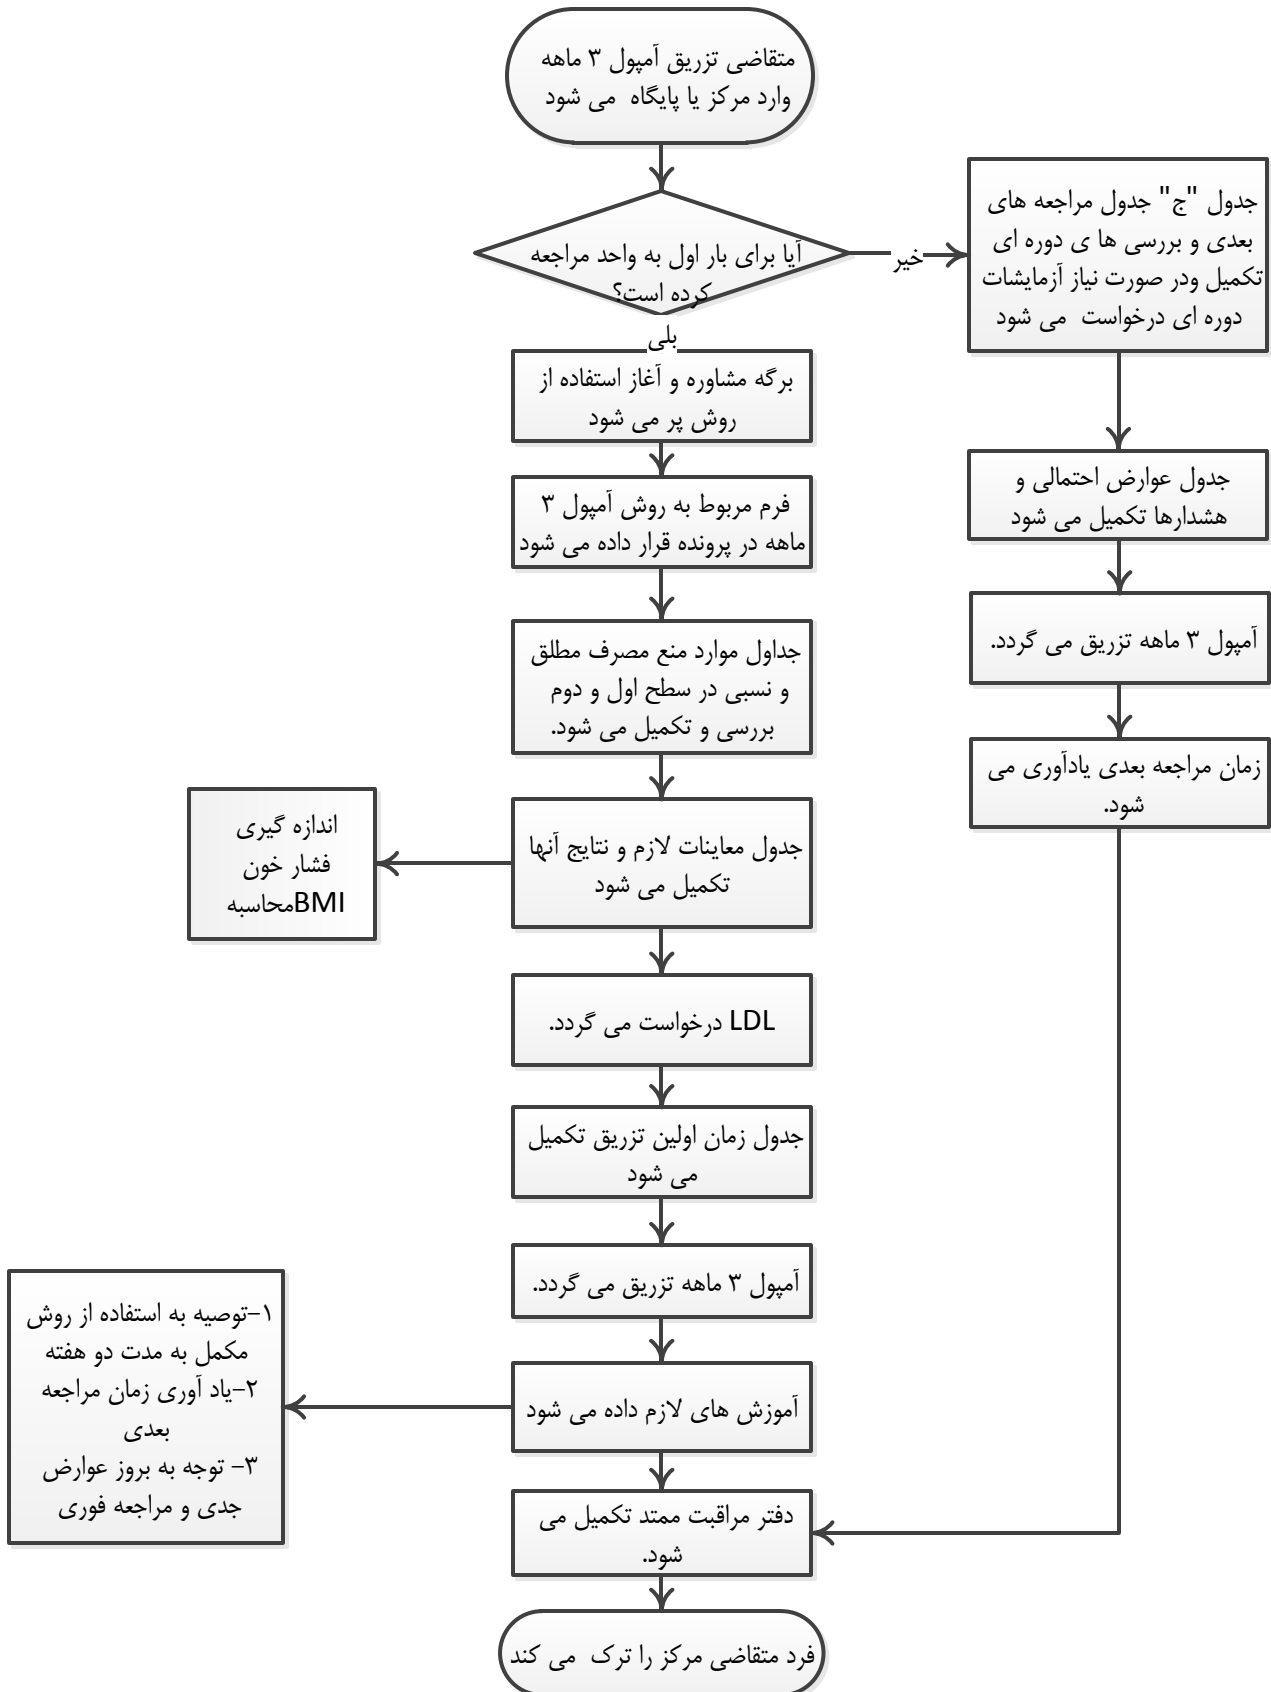 متقاضی تزریق آمپول ۳ ماهه
وارد مرکز یا پایگاه می شود
آیا برای بار اول به واحد مراجعه
کرده است؟
خیر
جدول "ج" جدول مراجعه های
بعدی و بررسی ها ی دوره ای
تکمیل ودر صورت نیاز آزمایشات
دوره ای درخواست می شود
جدول عوارض احتمالی و
هشدارها تکمیل می شود
آمپول ۳ ماهه تزریق می گردد.
زمان مراجعه بعدی یادآوری می
شود.
بلی
برگه مشاوره و آغاز استفاده از
روش پر می شود
فرم مربوط به روش آمپول ۳
ماهه در پرونده قرار داده می شود
جداول موارد منع مصرف مطلق
و نسبی در سطح اول و دوم
بررسی و تکمیل می شود.
جدول معاینات لازم و نتایج آنها
تکمیل می شود
اندازه گیری
فشار خون
BMIمحاسبه
LDL درخواست می گردد.
جدول زمان اولین تزریق تکمیل
می شود
آمپول ۳ ماهه تزریق می گردد.
آموزش های لازم داده می شود
۱-توصیه به استفاده از روش
مکمل به مدت دو هفته
۲-یاد آوری زمان مراجعه
بعدی
۳- توجه به بروز عوارض
جدی و مراجعه فوری
دفتر مراقبت ممتد تکمیل می
شود.
فرد متقاضی مرکز را ترک می کند